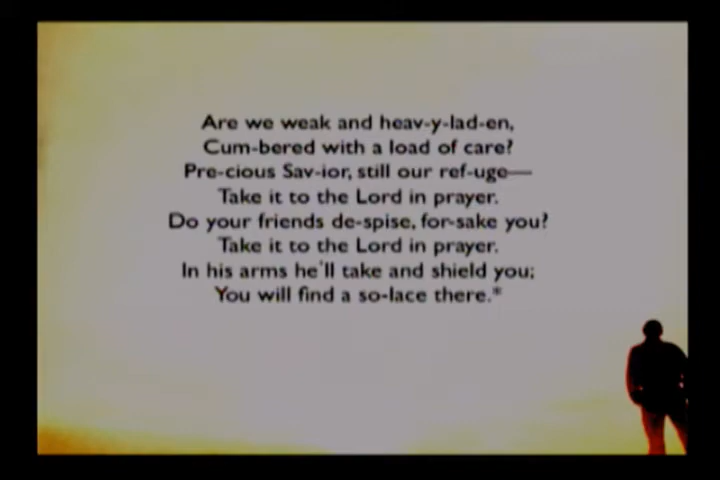 Are we weak and heav-y-lad-en,
Cum-bered with a load of care?
Pre-cious Sav-ior, still our ref-uge—
Take it to the Lord in prayer.
Do your friends de-spise, for-sake you?
Take it to the Lord in prayer.
In his arms he'll take and shield you;
You will find a so-lace there.*